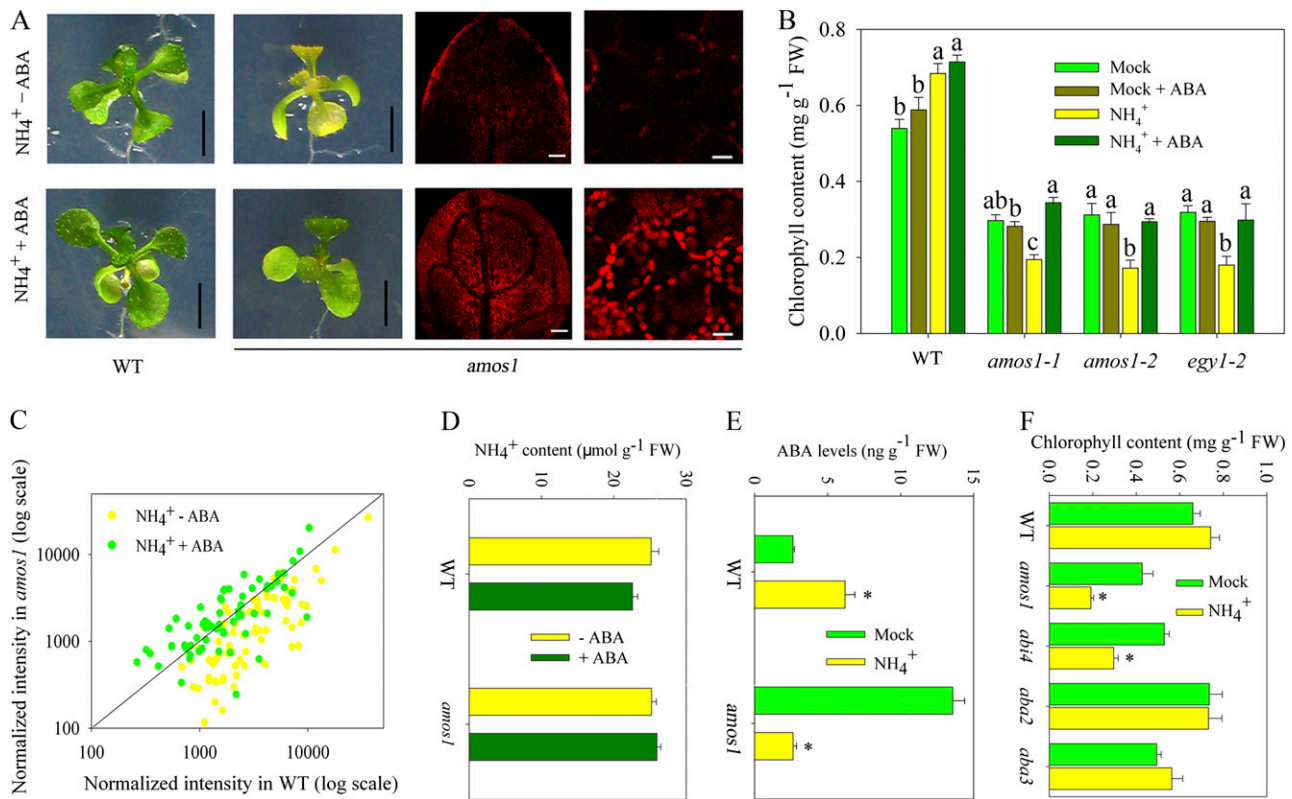 A
NH4+ − ABA
NH4+ + ABA
WT
amos1
B
Chlorophyll content (mg g-1 FW)
0.8
0.6
0.4
0.2
0.0
b b a a
ab b c a
a a b a
a a b a
Mock
Mock + ABA
NH4+
NH4+ + ABA
WT amos1-1 amos1-2 egy1-2
C
Normalized intensity in amos1 (log scale)
10000
1000
100
NH4+ - ABA
NH4+ + ABA
100 1000 10000
Normalized intensity in WT (log scale)
D
NH4+ content (μmol g-1 FW)
0 10 20 30
WT
- ABA
+ ABA
amos1
E
ABA levels (ng g-1 FW)
0 5 10 15
WT
*
Mock
NH4+
amos1
*
F
Chlorophyll content (mg g-1 FW)
0.0 0.2 0.4 0.6 0.8 1.0
WT
amos1
*
Mock
NH4+
abi4
*
aba2
aba3